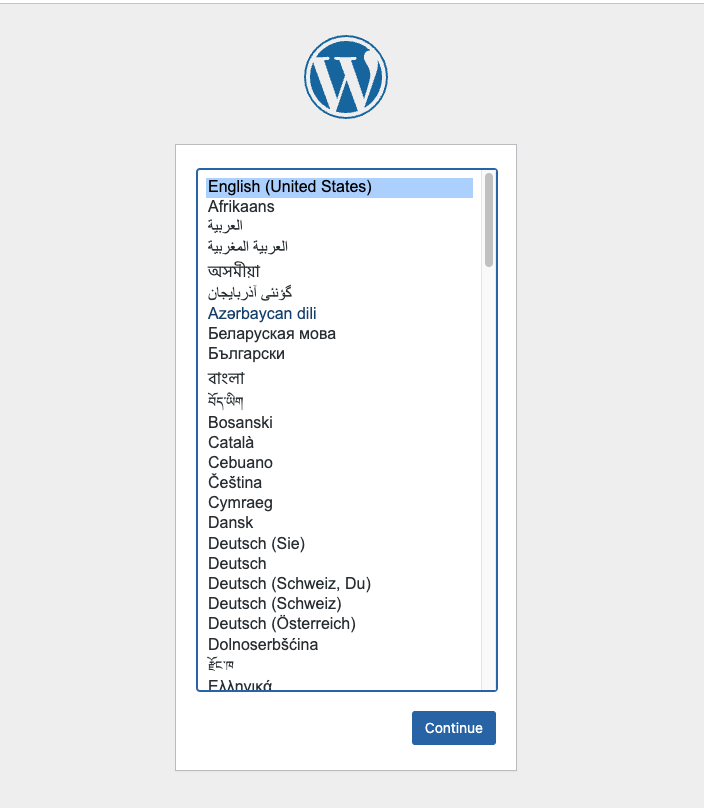 English (United States)
Afrikaans
العربية
العربية المغربية
অসমীয়া
گؤنئی آذربایجان
Azərbaycan dili
Беларуская мова
Български
বাংলা
བོད་ཡིག
Bosanski
Català
Cebuano
Čeština
Cymraeg
Dansk
Deutsch (Sie)
Deutsch
Deutsch (Schweiz, Du)
Deutsch (Schweiz)
Deutsch (Österreich)
Dolnoserbšćina
རྫོང་ཁ
Ελληνικά
Continue